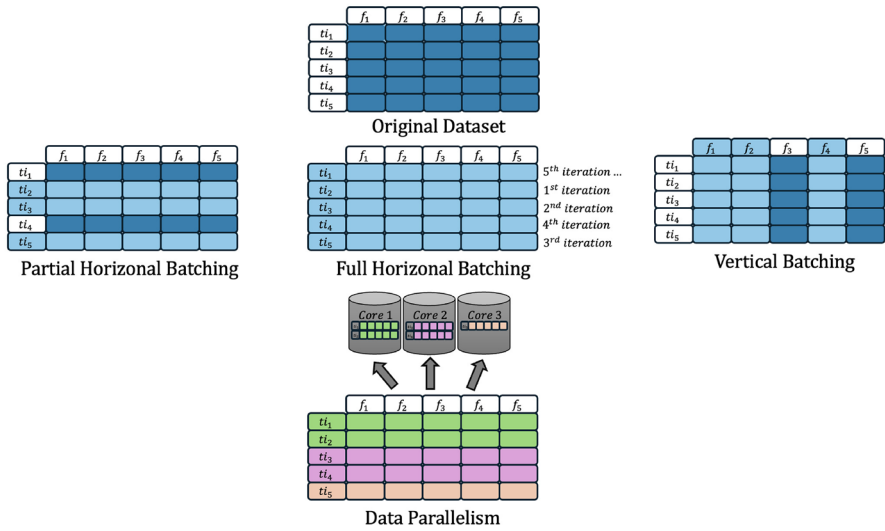 f₁ f₂ f₃ f₄ f₅
ti₁
ti₂
ti₃
ti₄
ti₅
Original Dataset
f₁ f₂ f₃ f₄ f₅
ti₁
ti₂
ti₃
ti₄
ti₅
Partial Horizonal Batching
f₁ f₂ f₃ f₄ f₅
ti₁ 5ᵗʰ iteration ...
ti₂ 1ˢᵗ iteration
ti₃ 2ⁿᵈ iteration
ti₄ 4ᵗʰ iteration
ti₅ 3ʳᵈ iteration
Full Horizonal Batching
f₁ f₂ f₃ f₄ f₅
ti₁
ti₂
ti₃
ti₄
ti₅
Vertical Batching
Core 1 Core 2 Core 3
f₁ f₂ f₃ f₄ f₅
ti₁
ti₂
ti₃
ti₄
ti₅
Data Parallelism